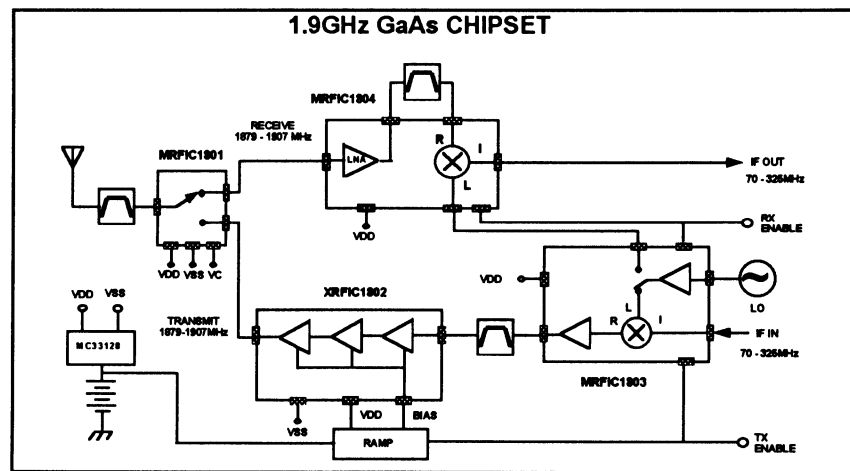 1.9GHz GaAs CHIPSET
MRFIC1804
RECEIVE
1879 - 1907 MHz
MRFIC1801
LNA
R
I
L
IF OUT
70 - 325MHz
RX
ENABLE
VDD
VDD
VSS
VC
VDD
VSS
MC33128
TRANSMIT
1879-1907MHz
XRFIC1802
VDD
L
R
I
LO
IF IN
70 - 325MHz
MRFIC1803
VSS
VDD
BIAS
RAMP
TX
ENABLE